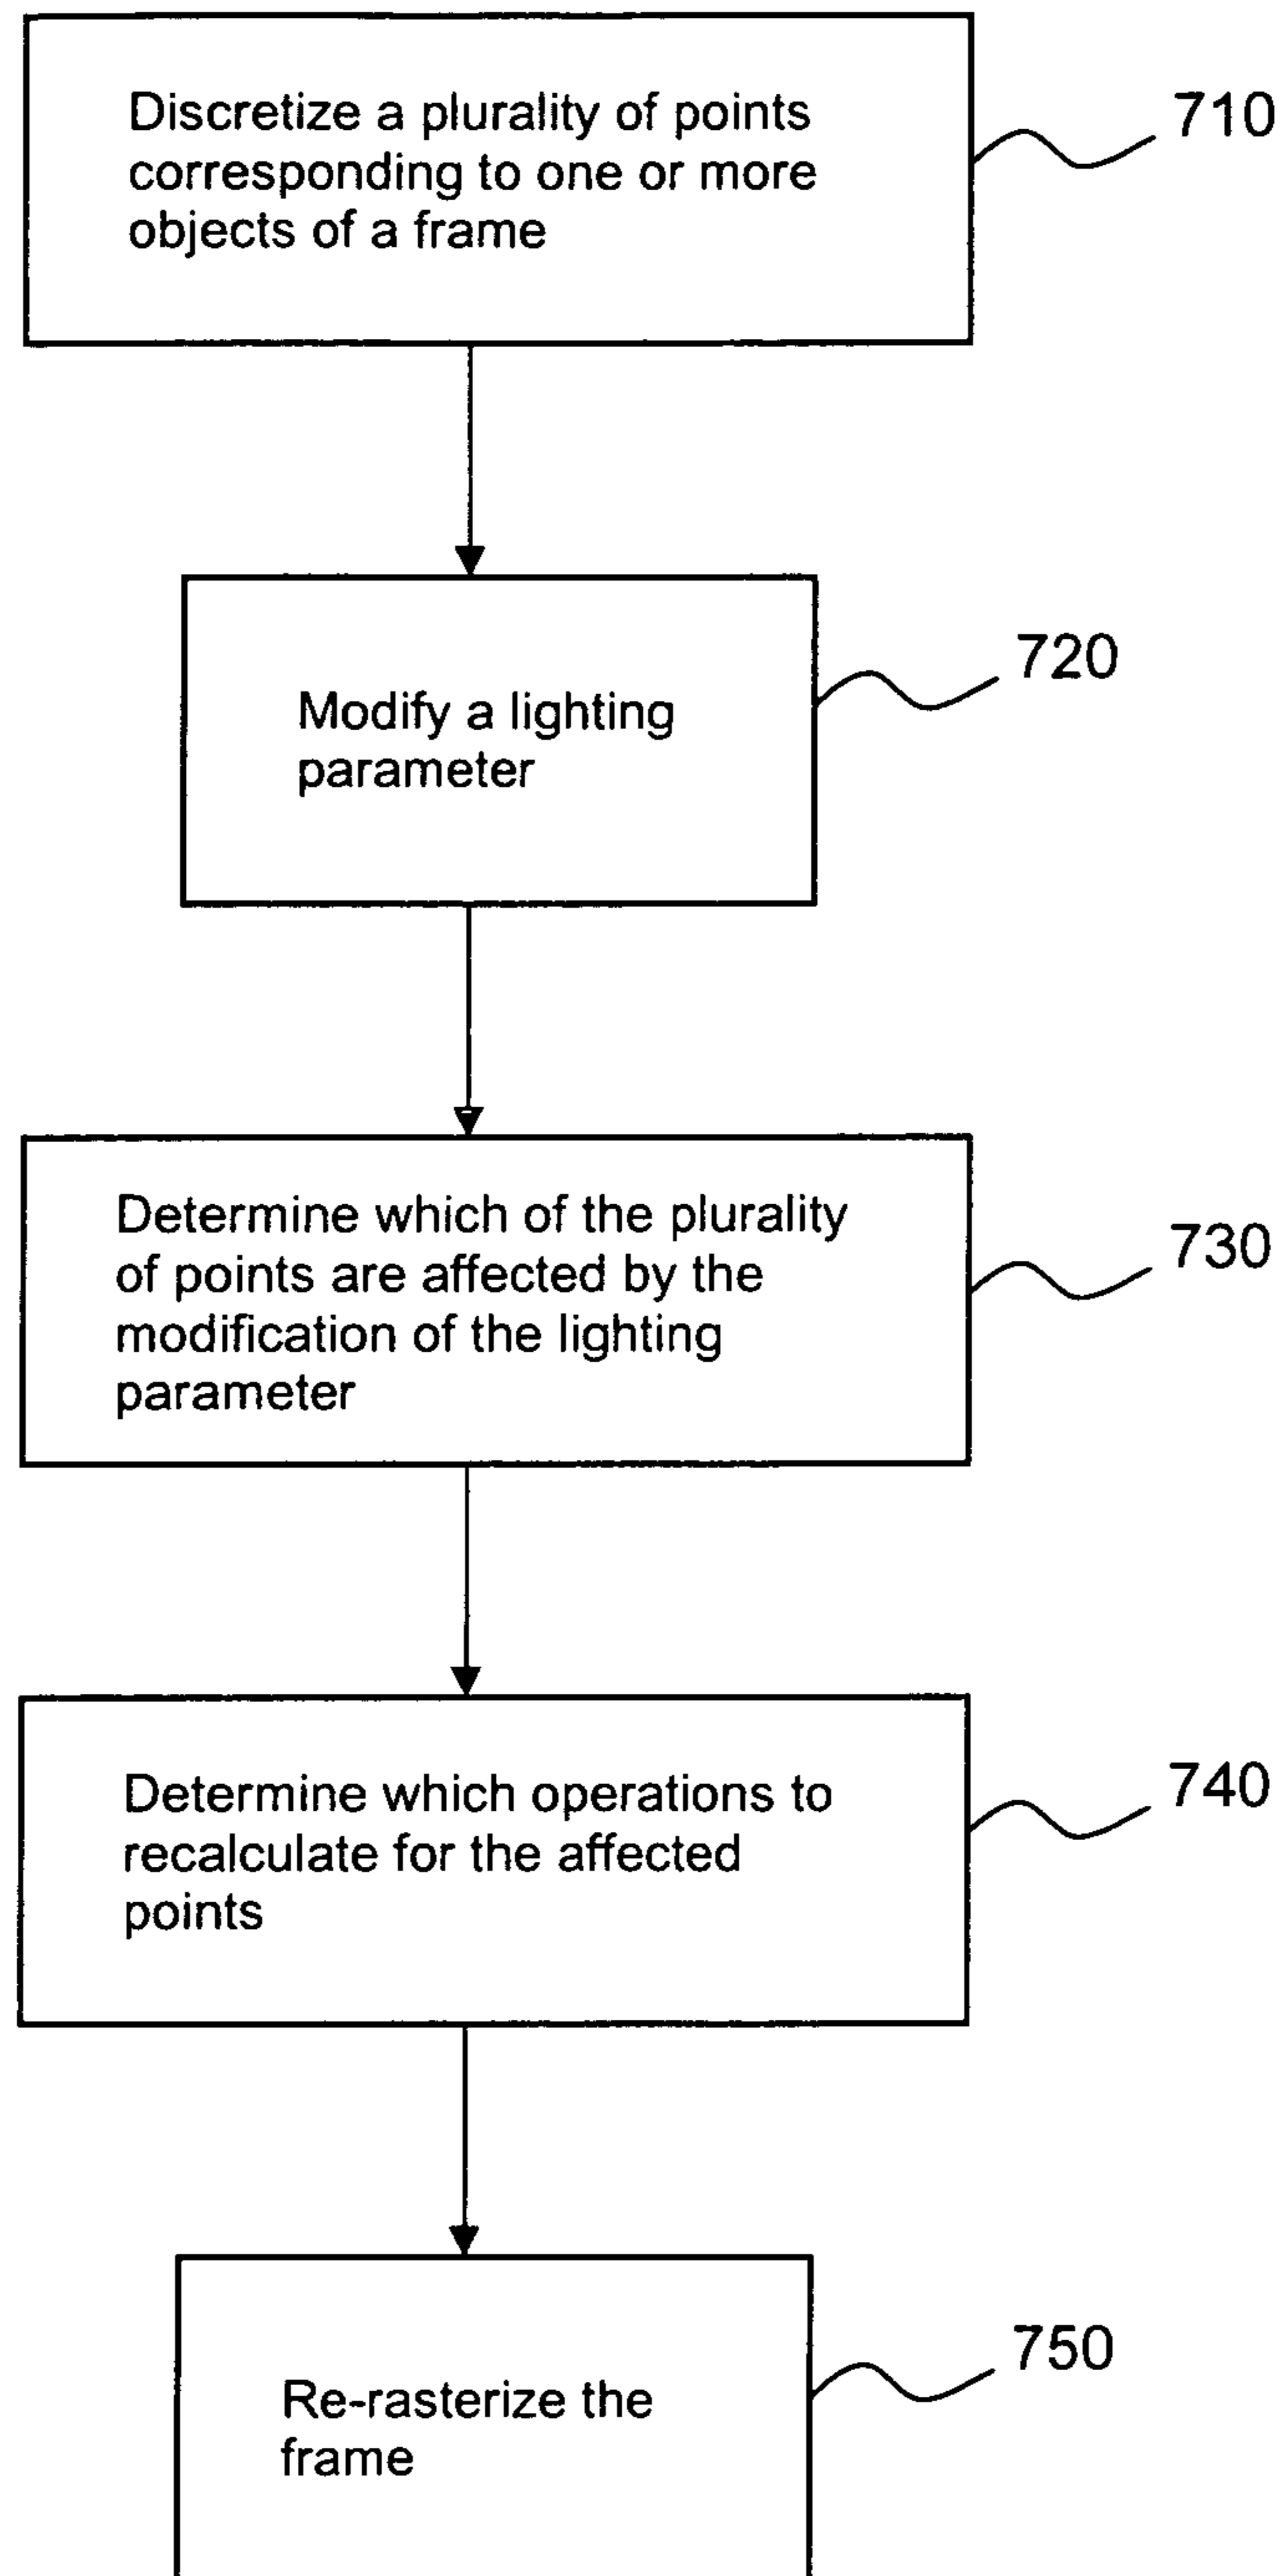 Discretize a plurality of points
corresponding to one or more
objects of a frame
710
Modify a lighting
parameter
720
Determine which of the plurality
of points are affected by the
modification of the lighting
parameter
730
Determine which operations to
recalculate for the affected
points
740
Re-rasterize the
frame
750